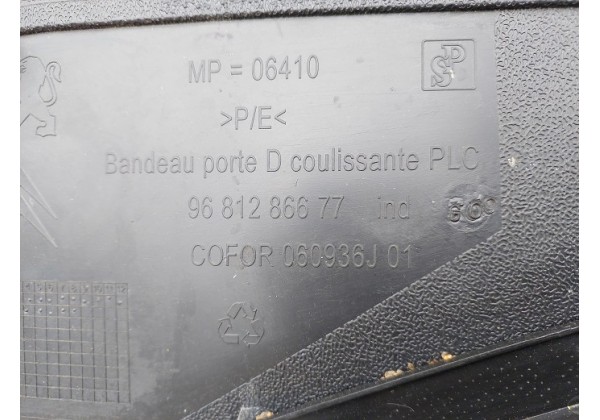 MP = 06410
>P/E<
Bandeau porte D coulissante PLC
96 812 866 77 ind
COFOR 060936J 01